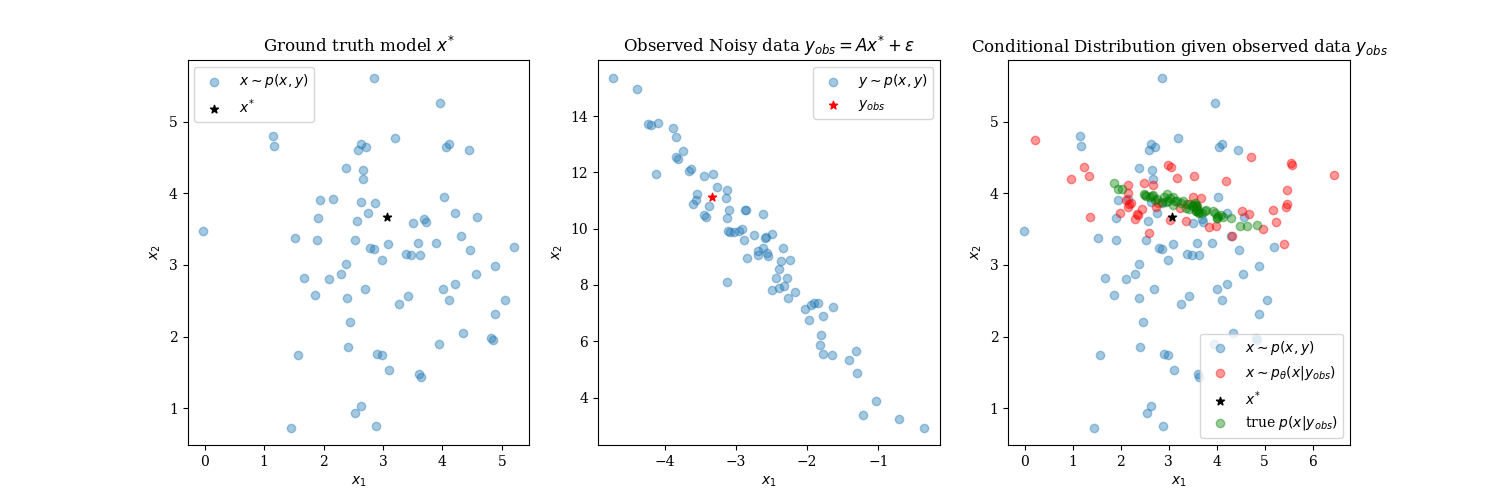 Ground truth model x*
x ~ p(x, y)
x*
5
4
3
2
1
x₂
0 1 2 3 4 5
x₁
Observed Noisy data y_obs = Ax* + ε
y ~ p(x, y)
y_obs
14
12
10
8
6
4
x₂
−4 −3 −2 −1
x₁
Conditional Distribution given observed data y_obs
5
4
3
2
1
x₂
x ~ p(x, y)
x ~ p_θ(x|y_obs)
x*
true p(x|y_obs)
0 1 2 3 4 5 6
x₁